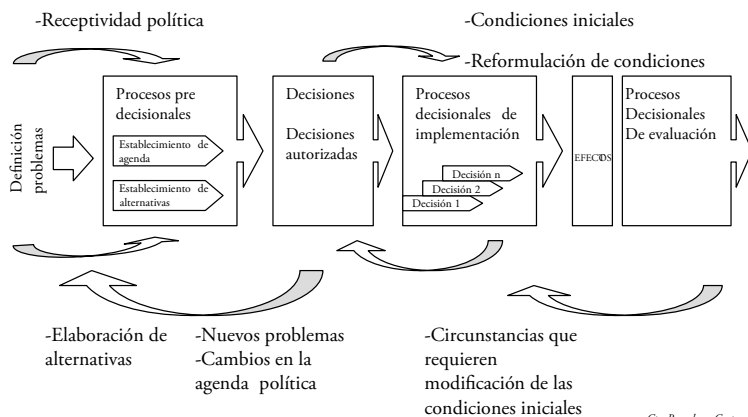 -Receptividad política
-Condiciones iniciales
-Reformulación de condiciones
Definición
problemas
Procesos pre
decisionales
Establecimiento de
agenda
Establecimiento de
alternativas
Decisiones
Decisiones
autorizadas
Procesos
decisionales de
implementación
Decisión n
Decisión 2
Decisión 1
EFECTOS
Procesos
Decisionales
De evaluación
-Elaboración de
alternativas
-Nuevos problemas
-Cambios en la
agenda política
-Circunstancias que
requieren
modificación de las
condiciones iniciales